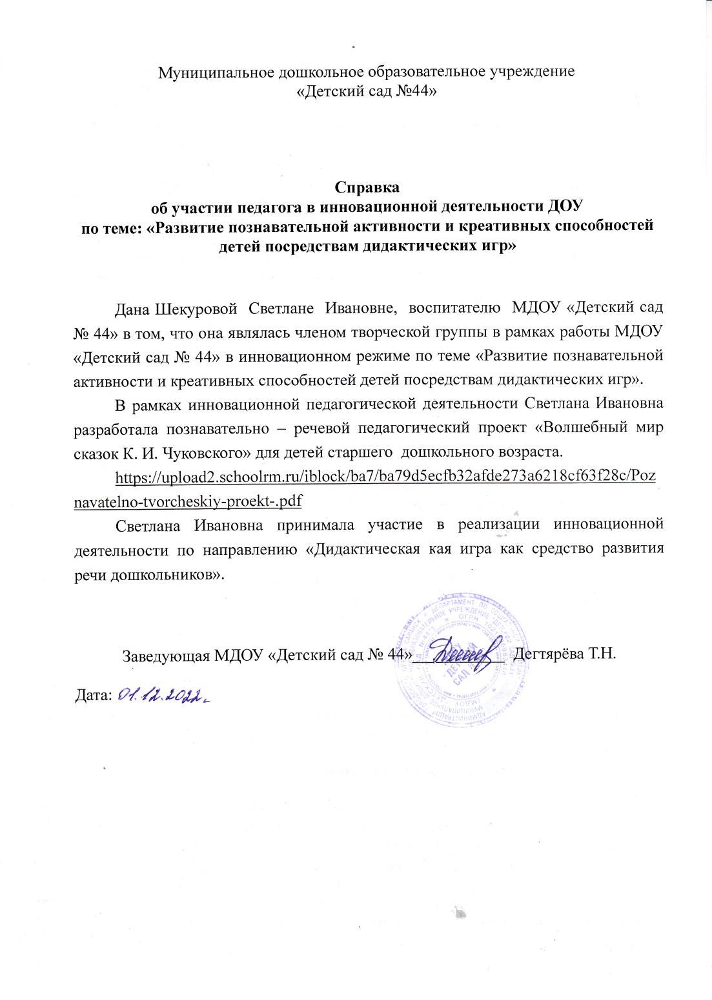 Муниципальное дошкольное образовательное учреждение
«Детский сад №44»
Справка
об участии педагога в инновационной деятельности ДОУ
по теме: «Развитие познавательной активности и креативных способностей
детей посредствам дидактических игр»
Дана Шекуровой Светлане Ивановне, воспитателю МДОУ «Детский сад
№ 44» в том, что она являлась членом творческой группы в рамках работы МДОУ
«Детский сад № 44» в инновационном режиме по теме «Развитие познавательной
активности и креативных способностей детей посредствам дидактических игр».
В рамках инновационной педагогической деятельности Светлана Ивановна
разработала познавательно – речевой педагогический проект «Волшебный мир
сказок К. И. Чуковского» для детей старшего дошкольного возраста.
https://upload2.schoolrm.ru/iblock/ba7/ba79d5ecfb32afde273a6218cf63f28c/Poz
navatelno-tvorcheskiy-proekt-.pdf
Светлана Ивановна принимала участие в реализации инновационной
деятельности по направлению «Дидактическая кая игра как средство развития
речи дошкольников».
Заведующая МДОУ «Детский сад № 44» Дегтярёва Т.Н.
Дата: 01.12.2022г.